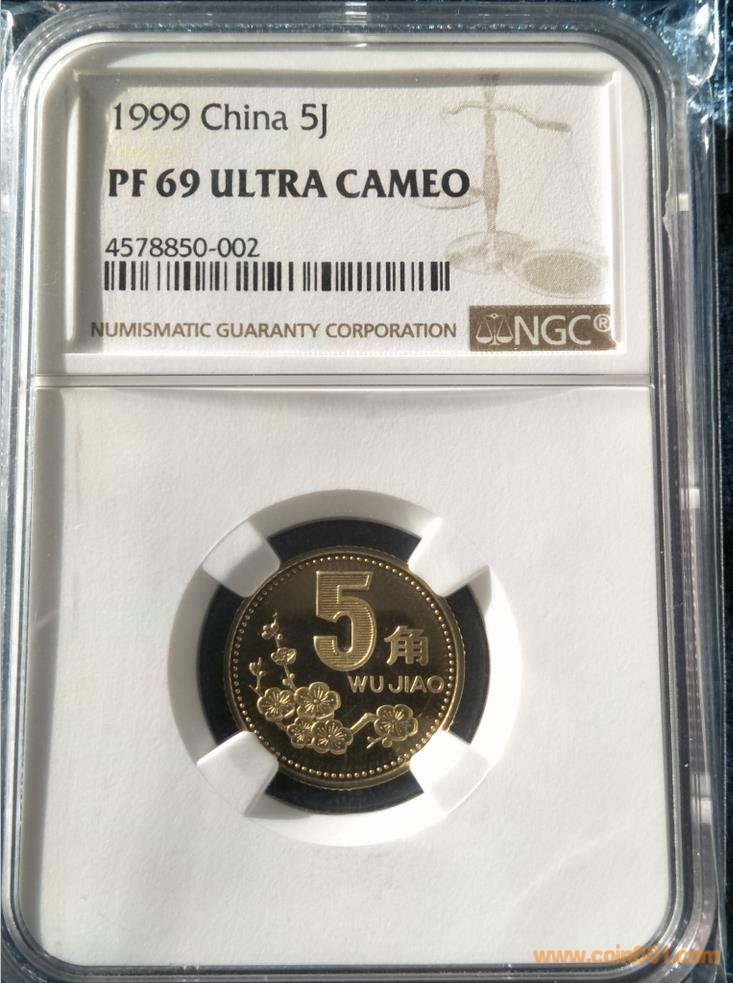 1999 China 5J
PF 69 ULTRA CAMEO
4578850-002
NUMISMATIC GUARANTY CORPORATION
NGC®
5角
WU JIAO
www.coin001.com